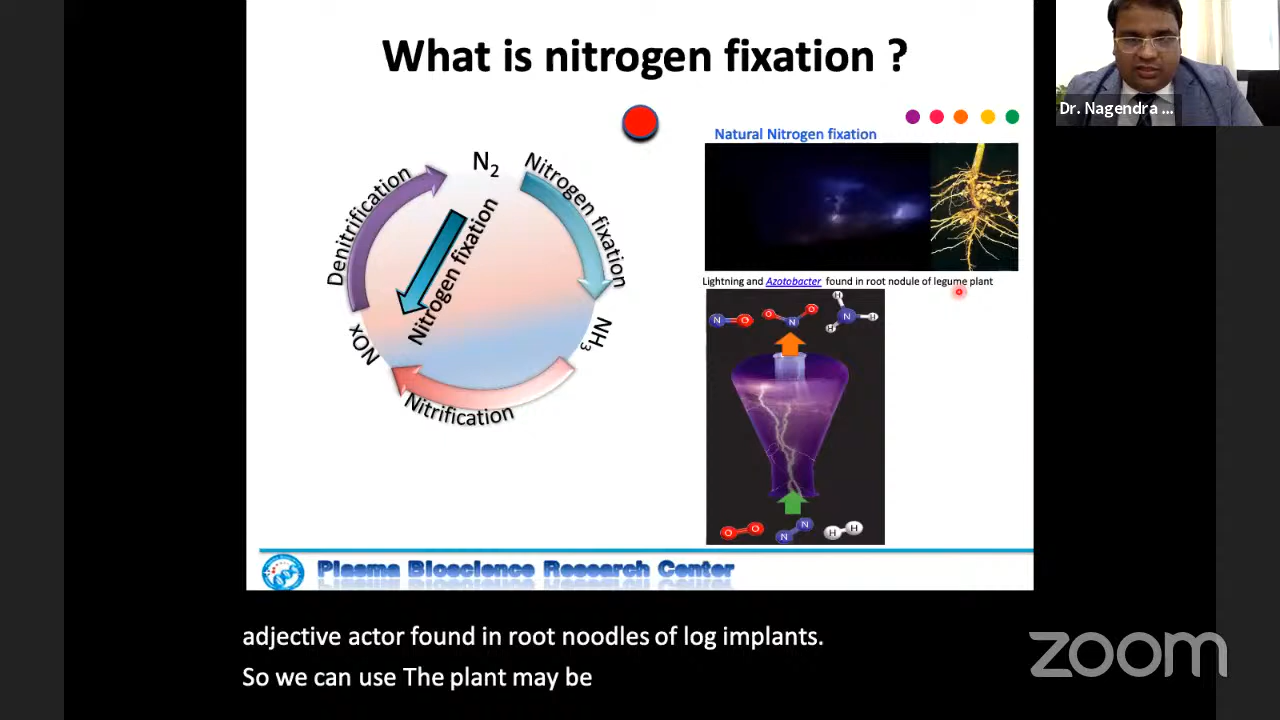 What is nitrogen fixation ?
Dr. Nagendra ...
Natural Nitrogen fixation
N2
Nitrogen fixation
Denitrification
Nitrogen fixation
NH3
NOx
Nitrification
Lightning and Azotobacter found in root nodule of legume plant
N O
O N O
H N H H
O O
N N
H H
Plasma Bioscience Research Center
adjective actor found in root noodles of log implants.
So we can use The plant may be
zoom